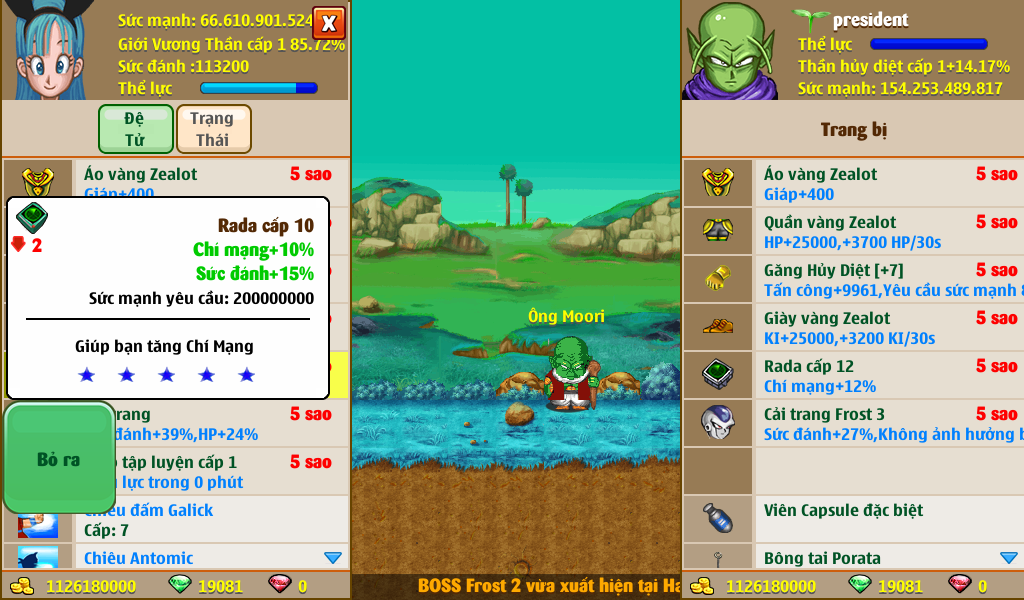 Sức mạnh: 66.610.901.524
X
Giới Vương Thần cấp 1 85.72%
Sức đánh :113200
Thể lực
Đệ
Tử
Trạng
Thái
Áo vàng Zealot 5 sao
Giáp+400
Rada cấp 10
2
Chí mạng+10%
Sức đánh+15%
Sức mạnh yêu cầu: 200000000
Giúp bạn tăng Chí Mạng
trang 5 sao
đánh+39%,HP+24%
Bỏ ra
tập luyện cấp 1 5 sao
lực trong 0 phút
Chiêu đấm Galick
Cấp: 7
Chiêu Antomic
1126180000 19081 0
Ông Moori
BOSS Frost 2 vừa xuất hiện tại Ha
president
Thể lực
Thần hủy diệt cấp 1+14.17%
Sức mạnh: 154.253.489.817
Trang bị
Áo vàng Zealot 5 sao
Giáp+400
Quần vàng Zealot 5 sao
HP+25000,+3700 HP/30s
Găng Hủy Diệt [+7] 5 sao
Tấn công+9961,Yêu cầu sức mạnh
Giày vàng Zealot 5 sao
KI+25000,+3200 KI/30s
Rada cấp 12 5 sao
Chí mạng+12%
Cải trang Frost 3 5 sao
Sức đánh+27%,Không ảnh hưởng
Viên Capsule đặc biệt
Bông tai Porata
1126180000 19081 0